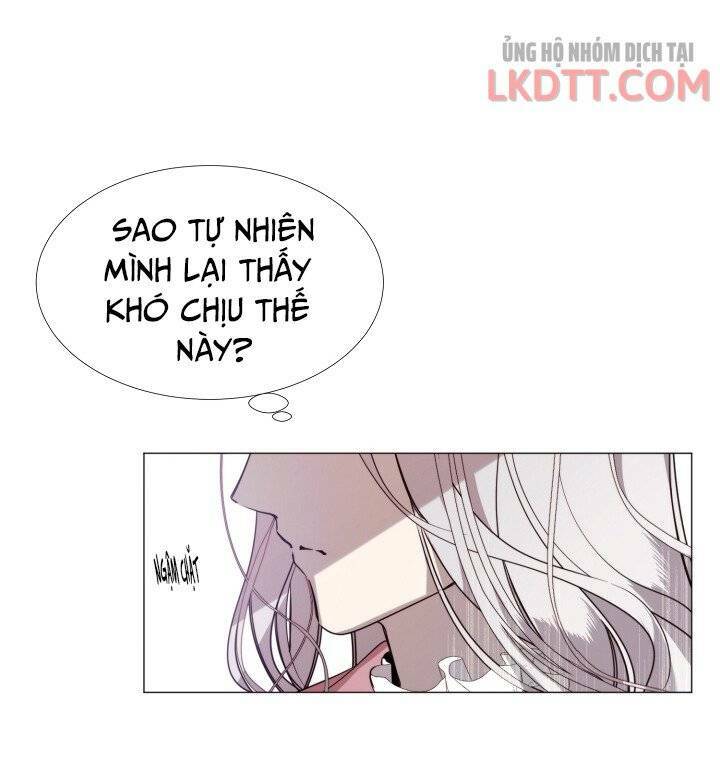 ỦNG HỘ NHÓM DỊCH TẠI
LKDTT.COM
SAO TỰ NHIÊN
MÌNH LẠI THẤY
KHÓ CHỊU THẾ
NÀY?
NGẬM CHẶT